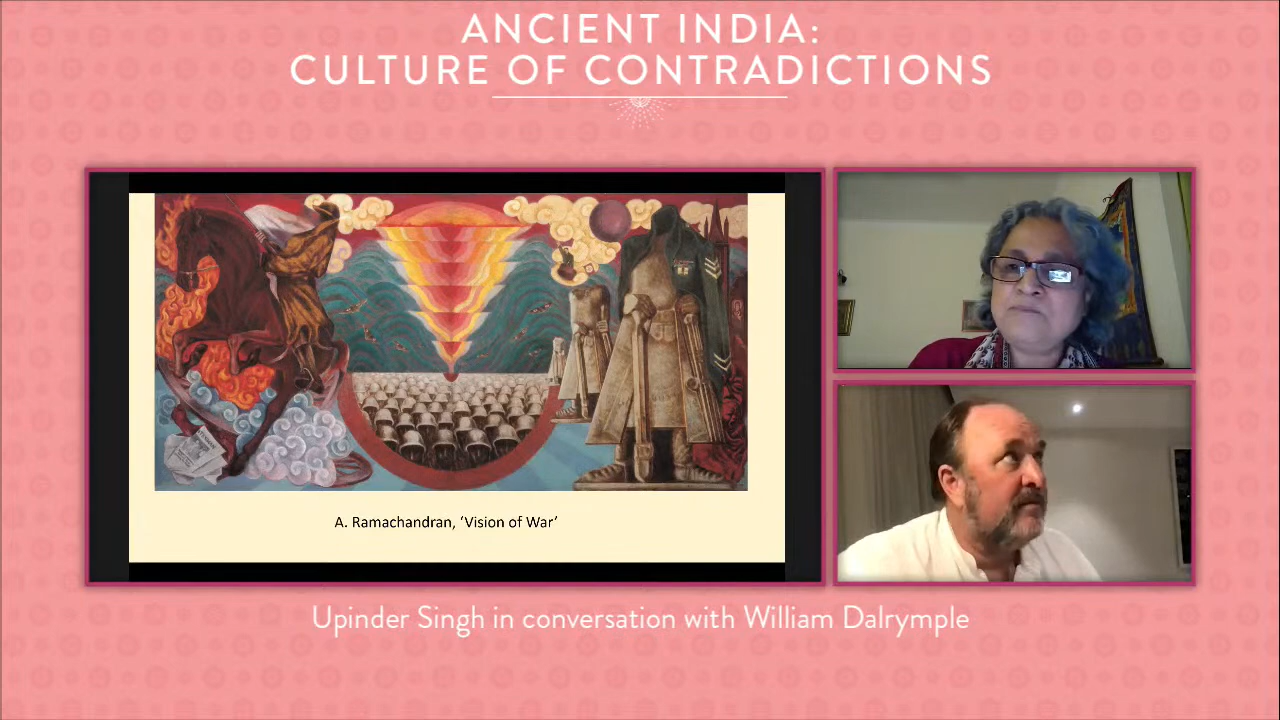 ANCIENT INDIA:
CULTURE OF CONTRADICTIONS
A. Ramachandran, ‘Vision of War’
Upinder Singh in conversation with William Dalrymple